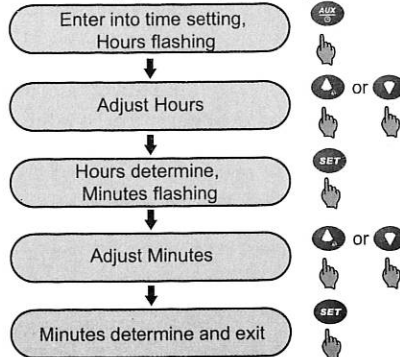 Enter into time setting,
Hours flashing
AUX
Adjust Hours
or
Hours determine,
Minutes flashing
SET
Adjust Minutes
or
Minutes determine and exit
SET